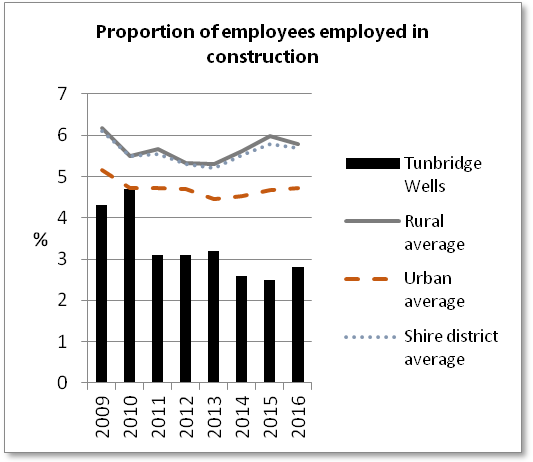 Proportion of employees employed in
construction
7
6
5
4
3
2
1
0
%
2009
2010
2011
2012
2013
2014
2015
2016
Tunbridge
Wells
Rural
average
Urban
average
Shire district
average